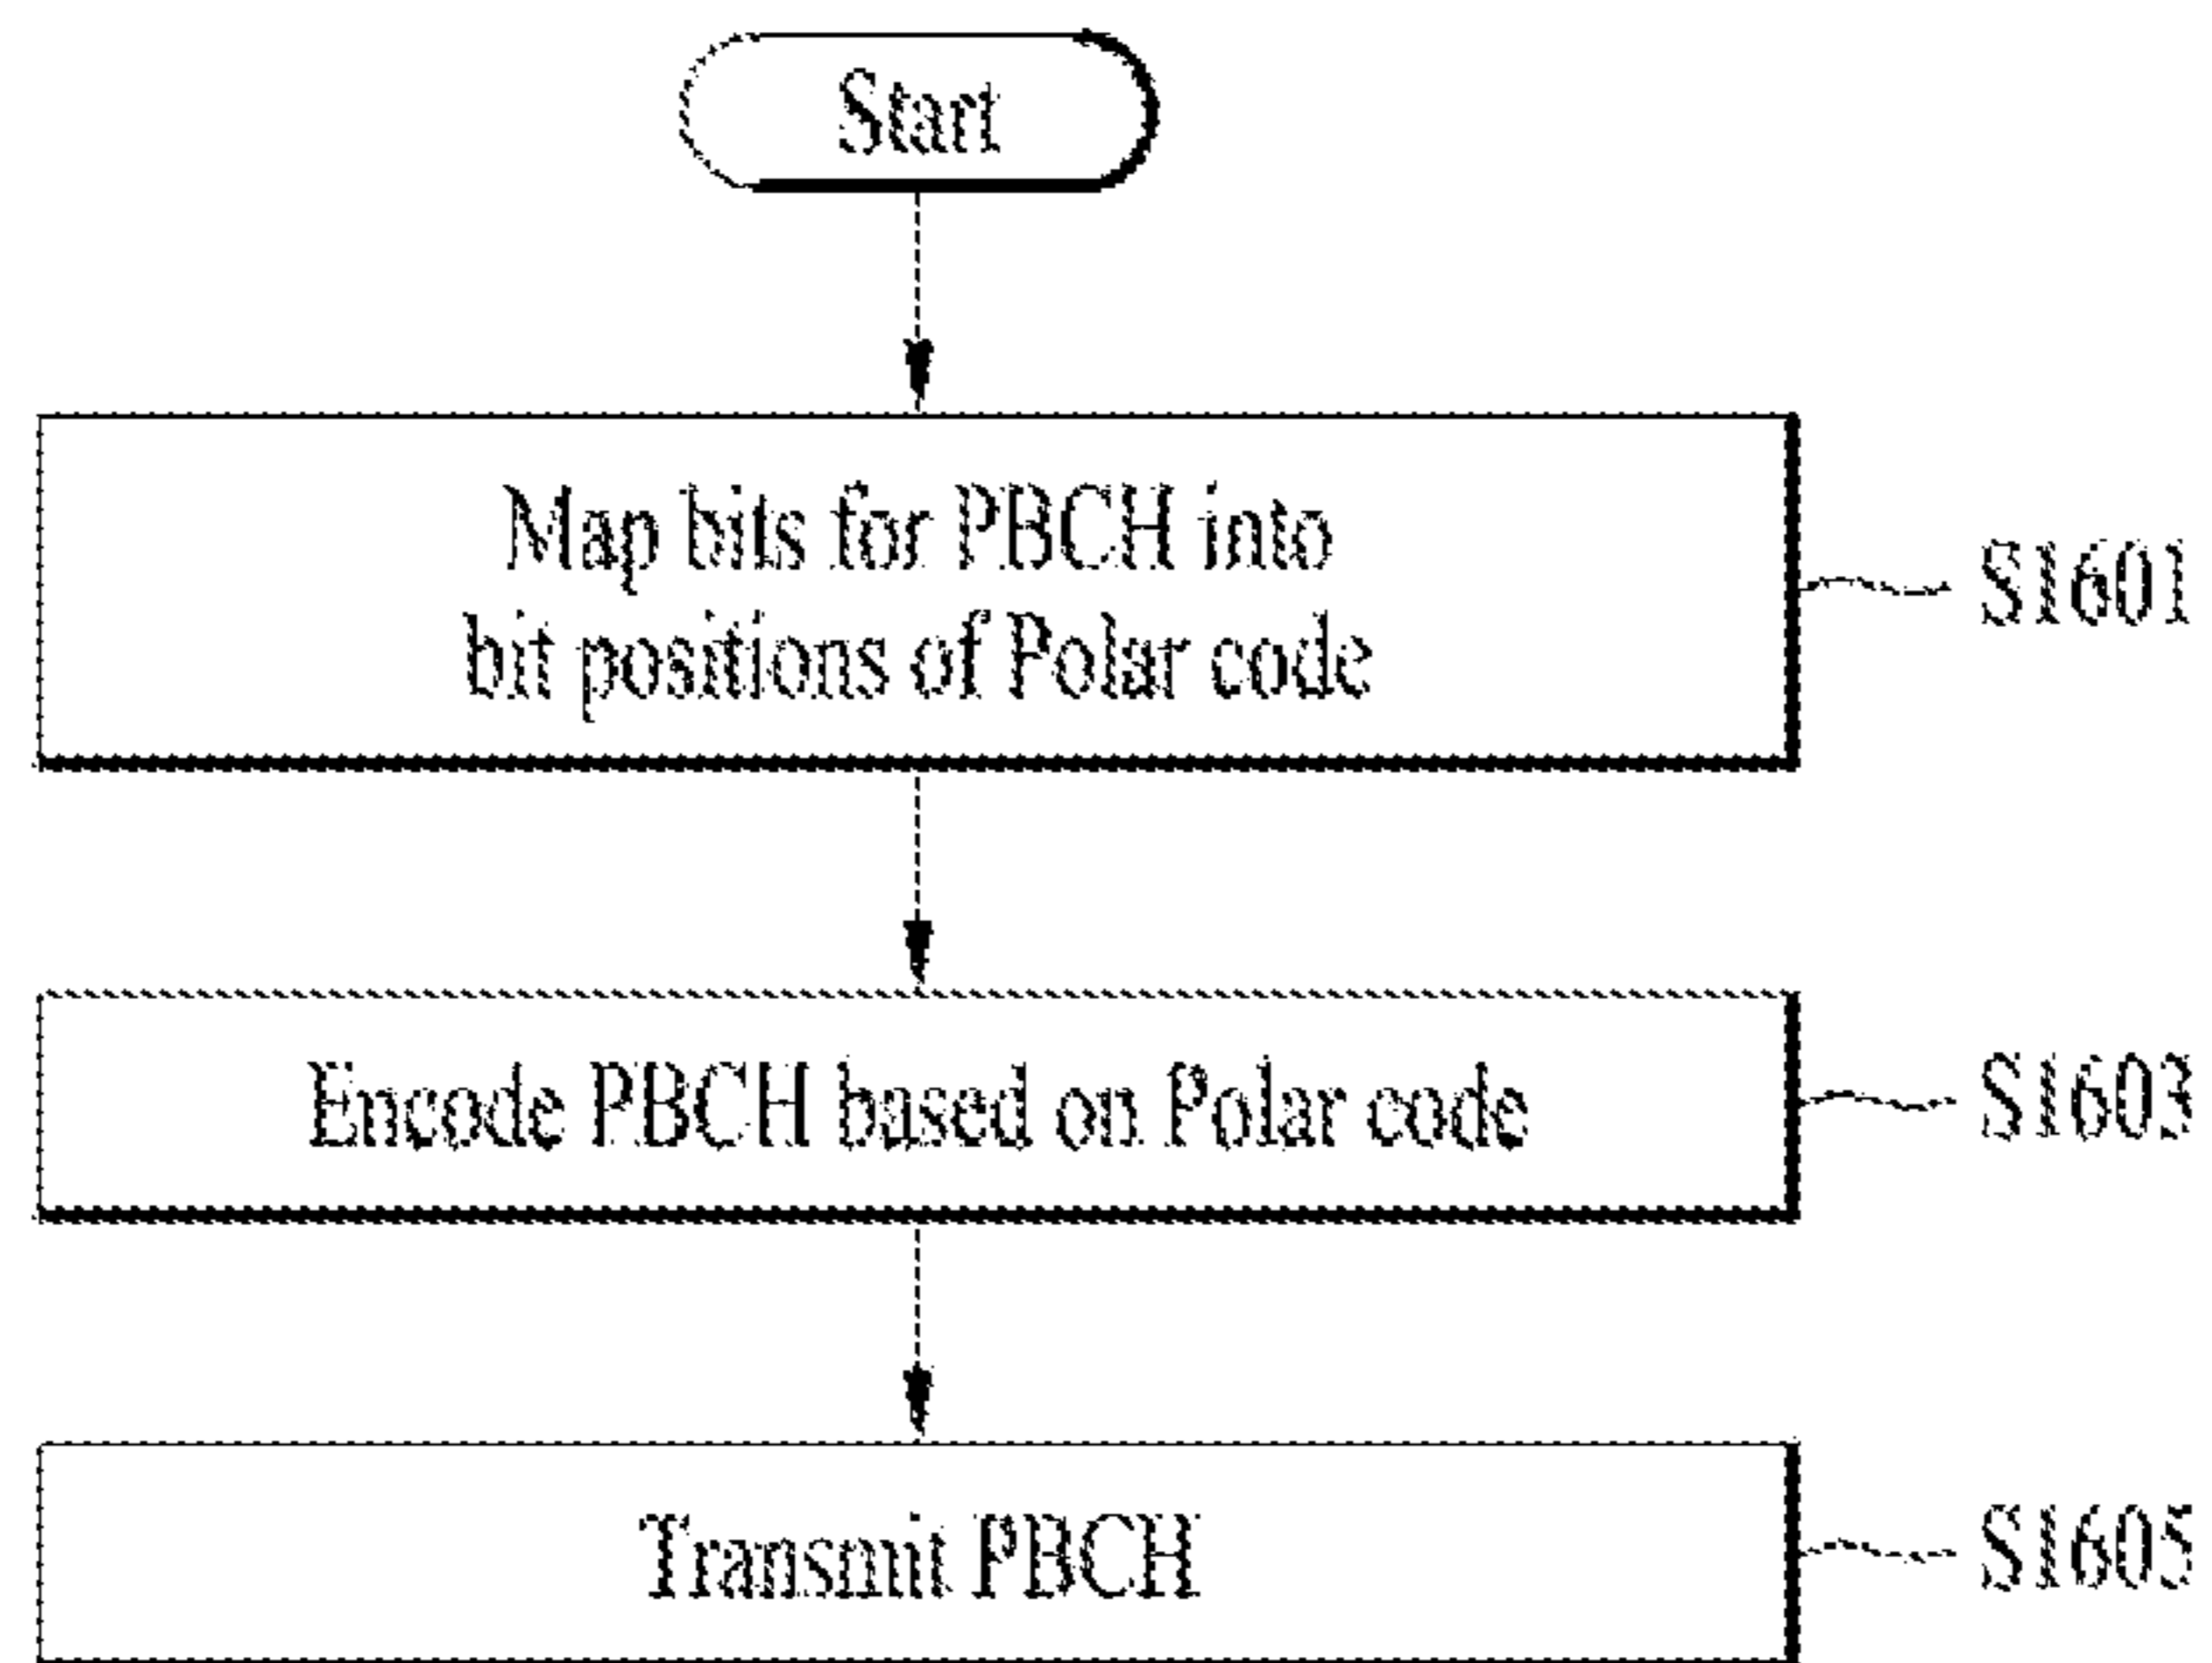 Start
Map bits for PBCH into
bit positions of Polar code
S1601
Encode PBCH based on Polar code
S1603
Transmit PBCH
S1605